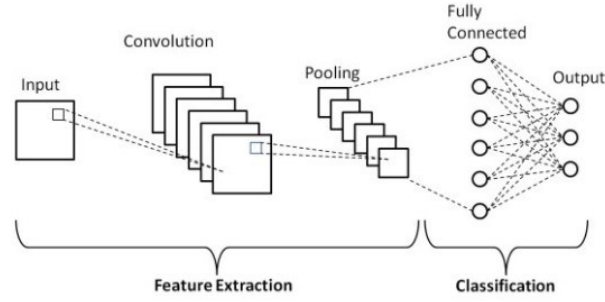 Input
Convolution
Pooling
Fully
Connected
Output
Feature Extraction
Classification